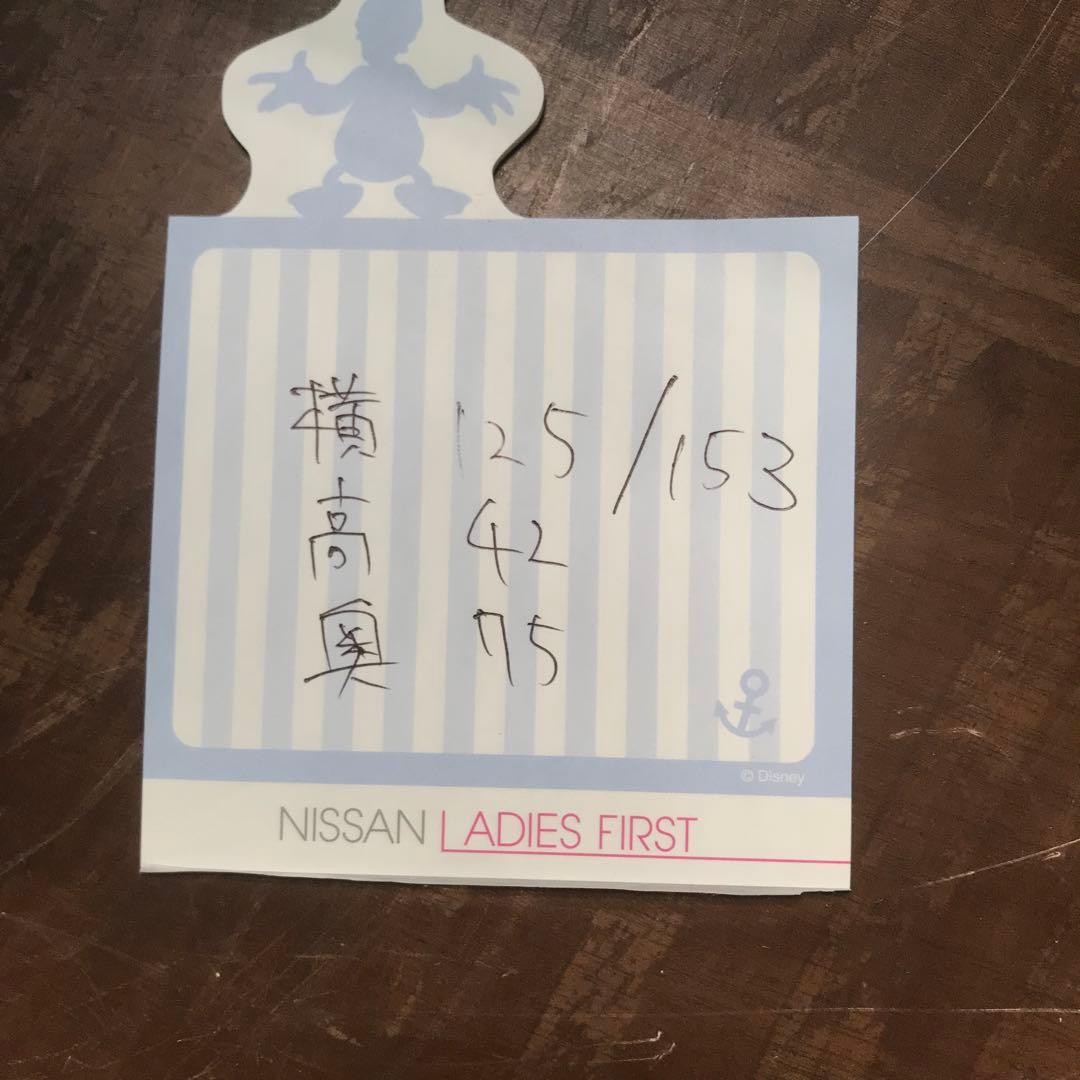 横 125/153
高 42
奥 75
© Disney
NISSAN LADIES FIRST